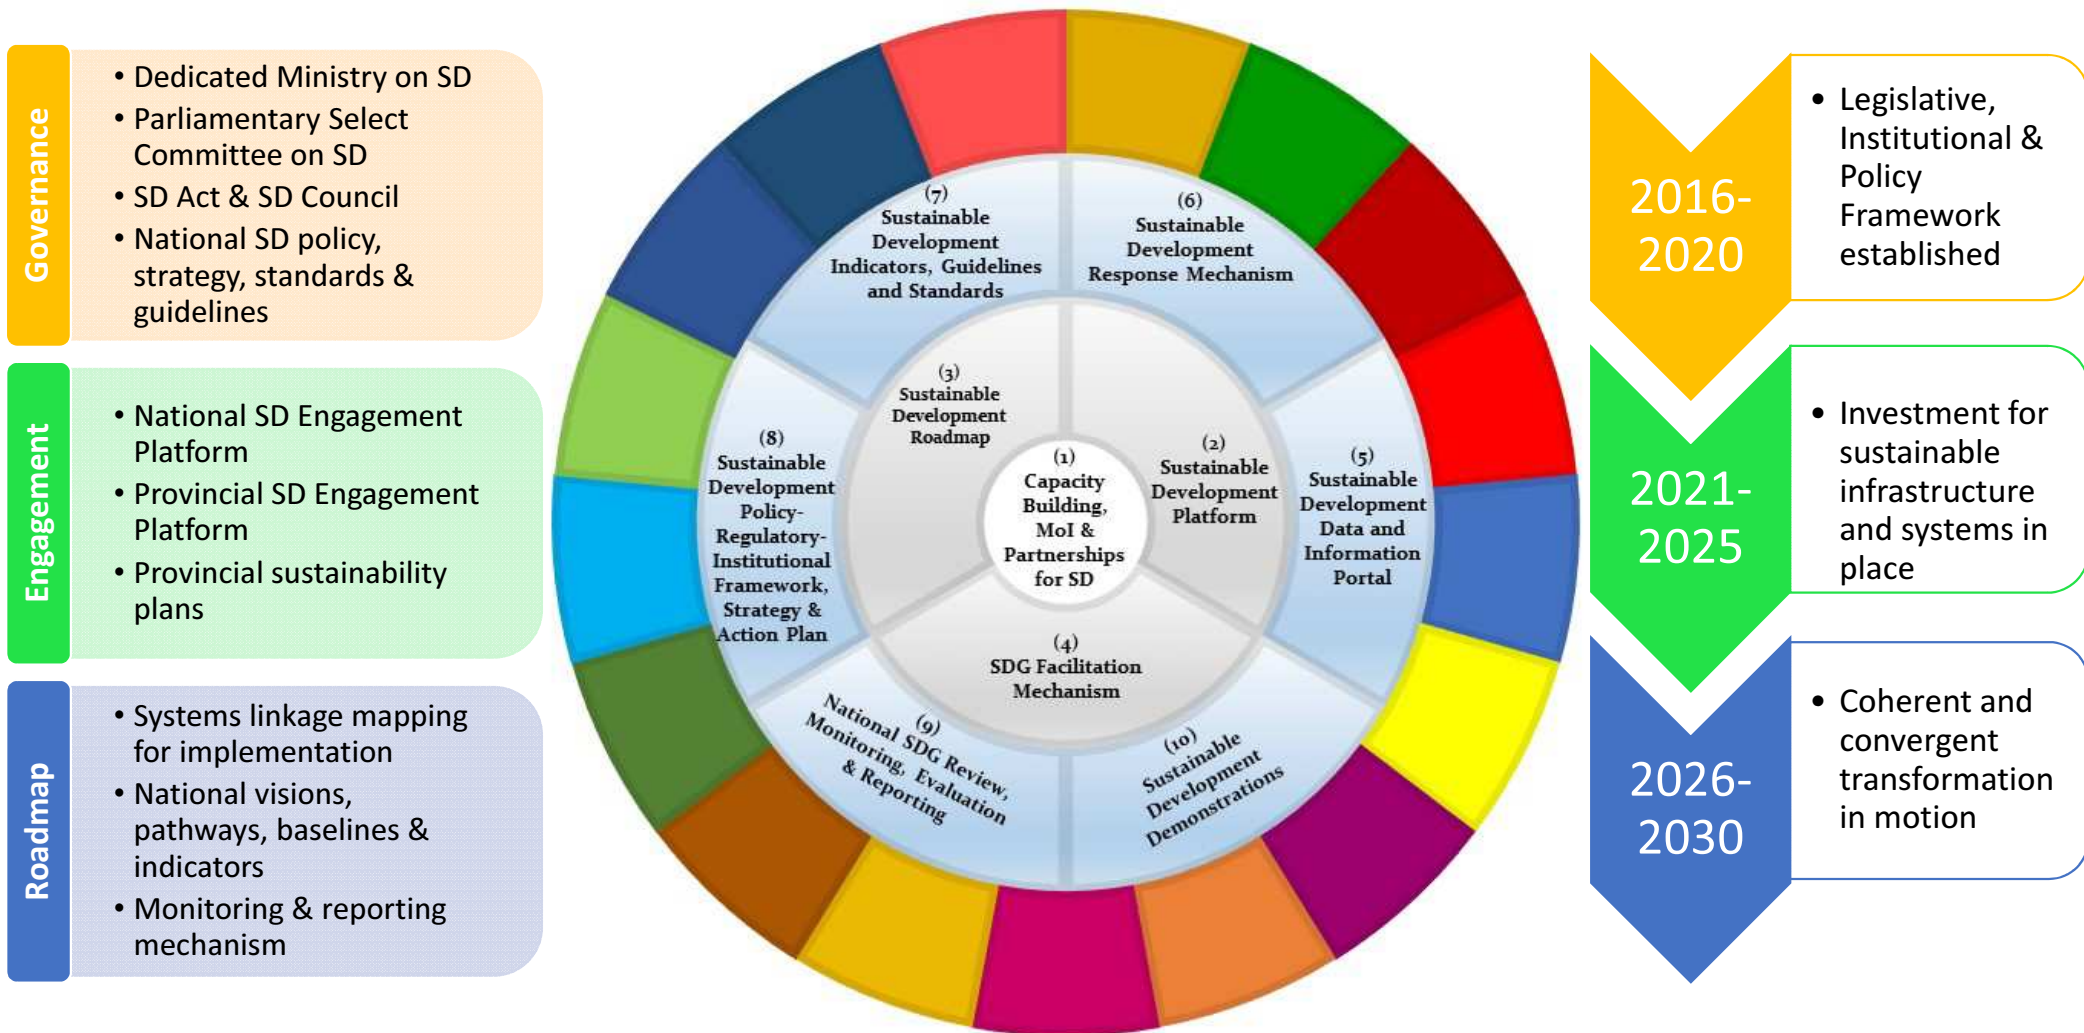 Governance
• Dedicated Ministry on SD
• Parliamentary Select
Committee on SD
• SD Act & SD Council
• National SD policy,
strategy, standards &
guidelines
Engagement
• National SD Engagement
Platform
• Provincial SD Engagement
Platform
• Provincial sustainability
plans
Roadmap
• Systems linkage mapping
for implementation
• National visions,
pathways, baselines &
indicators
• Monitoring & reporting
mechanism
(1)
Capacity
Building,
MoI &
Partnerships
for SD
(2)
Sustainable
Development
Platform
(3)
Sustainable
Development
Roadmap
(4)
SDG Facilitation
Mechanism
(5)
Sustainable
Development
Data and
Information
Portal
(6)
Sustainable
Development
Response Mechanism
(7)
Sustainable
Development
Indicators, Guidelines
and Standards
(8)
Sustainable
Development
Policy-
Regulatory-
Institutional
Framework,
Strategy &
Action Plan
(9)
National SDG Review,
Monitoring, Evaluation
& Reporting
(10)
Sustainable
Development
Demonstrations
2016-
2020
• Legislative,
Institutional &
Policy
Framework
established
2021-
2025
• Investment for
sustainable
infrastructure
and systems in
place
2026-
2030
• Coherent and
convergent
transformation
in motion